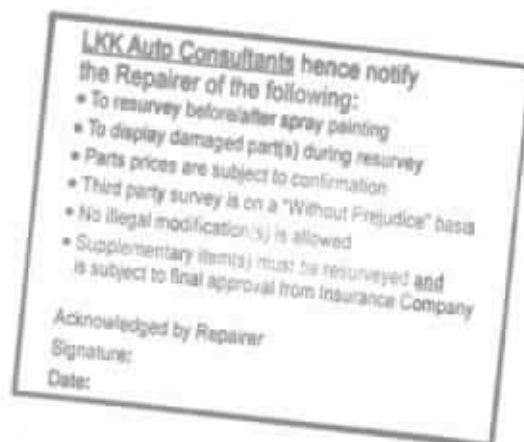 LKK Auto Consultants hence notify
the Repairer of the following:
• To resurvey before/after spray painting
• To display damaged part(s) during resurvey
• Parts prices are subject to confirmation
• Third party survey is on a "Without Prejudice" basis
• No illegal modification(s) is allowed
• Supplementary item(s) must be resurveyed and
is subject to final approval from Insurance Company
Acknowledged by Repairer
Signature:
Date: